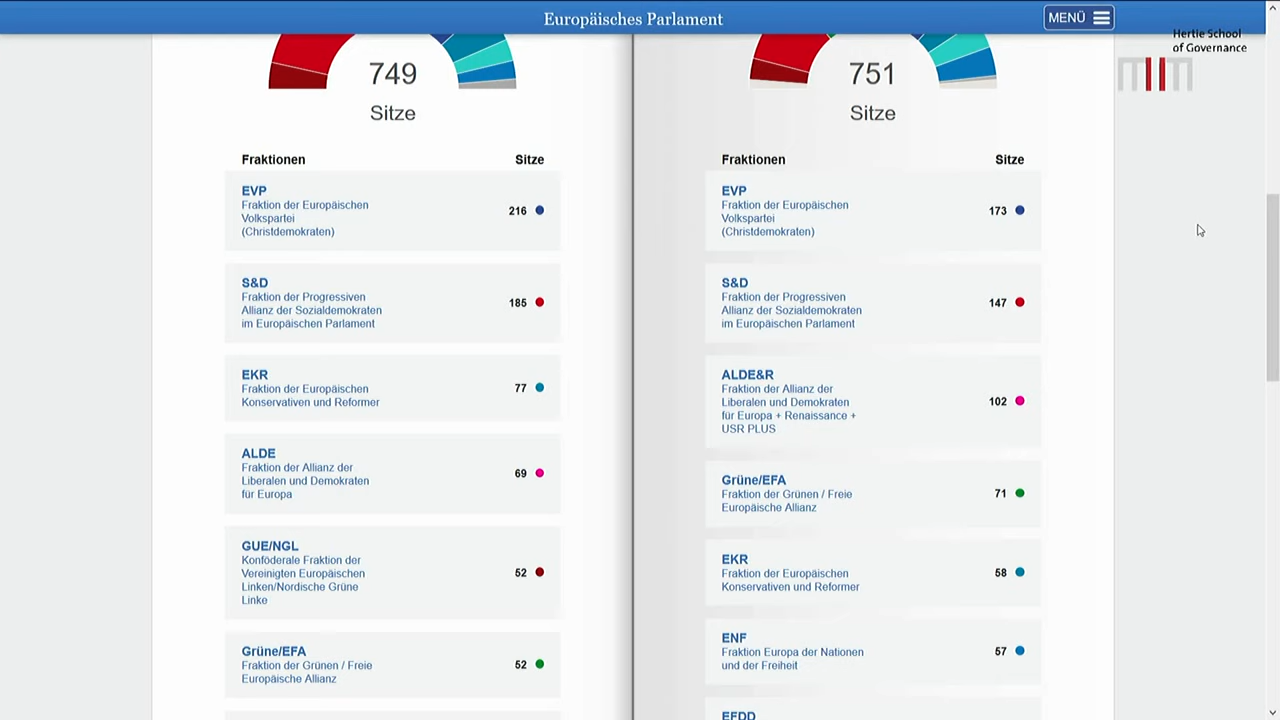 Europäisches Parlament
MENÜ
Hertie School
of Governance
749
Sitze
Fraktionen Sitze
EVP
Fraktion der Europäischen
Volkspartei
(Christdemokraten)
216
S&D
Fraktion der Progressiven
Allianz der Sozialdemokraten
im Europäischen Parlament
185
EKR
Fraktion der Europäischen
Konservativen und Reformer
77
ALDE
Fraktion der Allianz der
Liberalen und Demokraten
für Europa
69
GUE/NGL
Konföderale Fraktion der
Vereinigten Europäischen
Linken/Nordische Grüne
Linke
52
Grüne/EFA
Fraktion der Grünen / Freie
Europäische Allianz
52
751
Sitze
Fraktionen Sitze
EVP
Fraktion der Europäischen
Volkspartei
(Christdemokraten)
173
S&D
Fraktion der Progressiven
Allianz der Sozialdemokraten
im Europäischen Parlament
147
ALDE&R
Fraktion der Allianz der
Liberalen und Demokraten
für Europa + Renaissance +
USR PLUS
102
Grüne/EFA
Fraktion der Grünen / Freie
Europäische Allianz
71
EKR
Fraktion der Europäischen
Konservativen und Reformer
58
ENF
Fraktion Europa der Nationen
und der Freiheit
57
EFDD